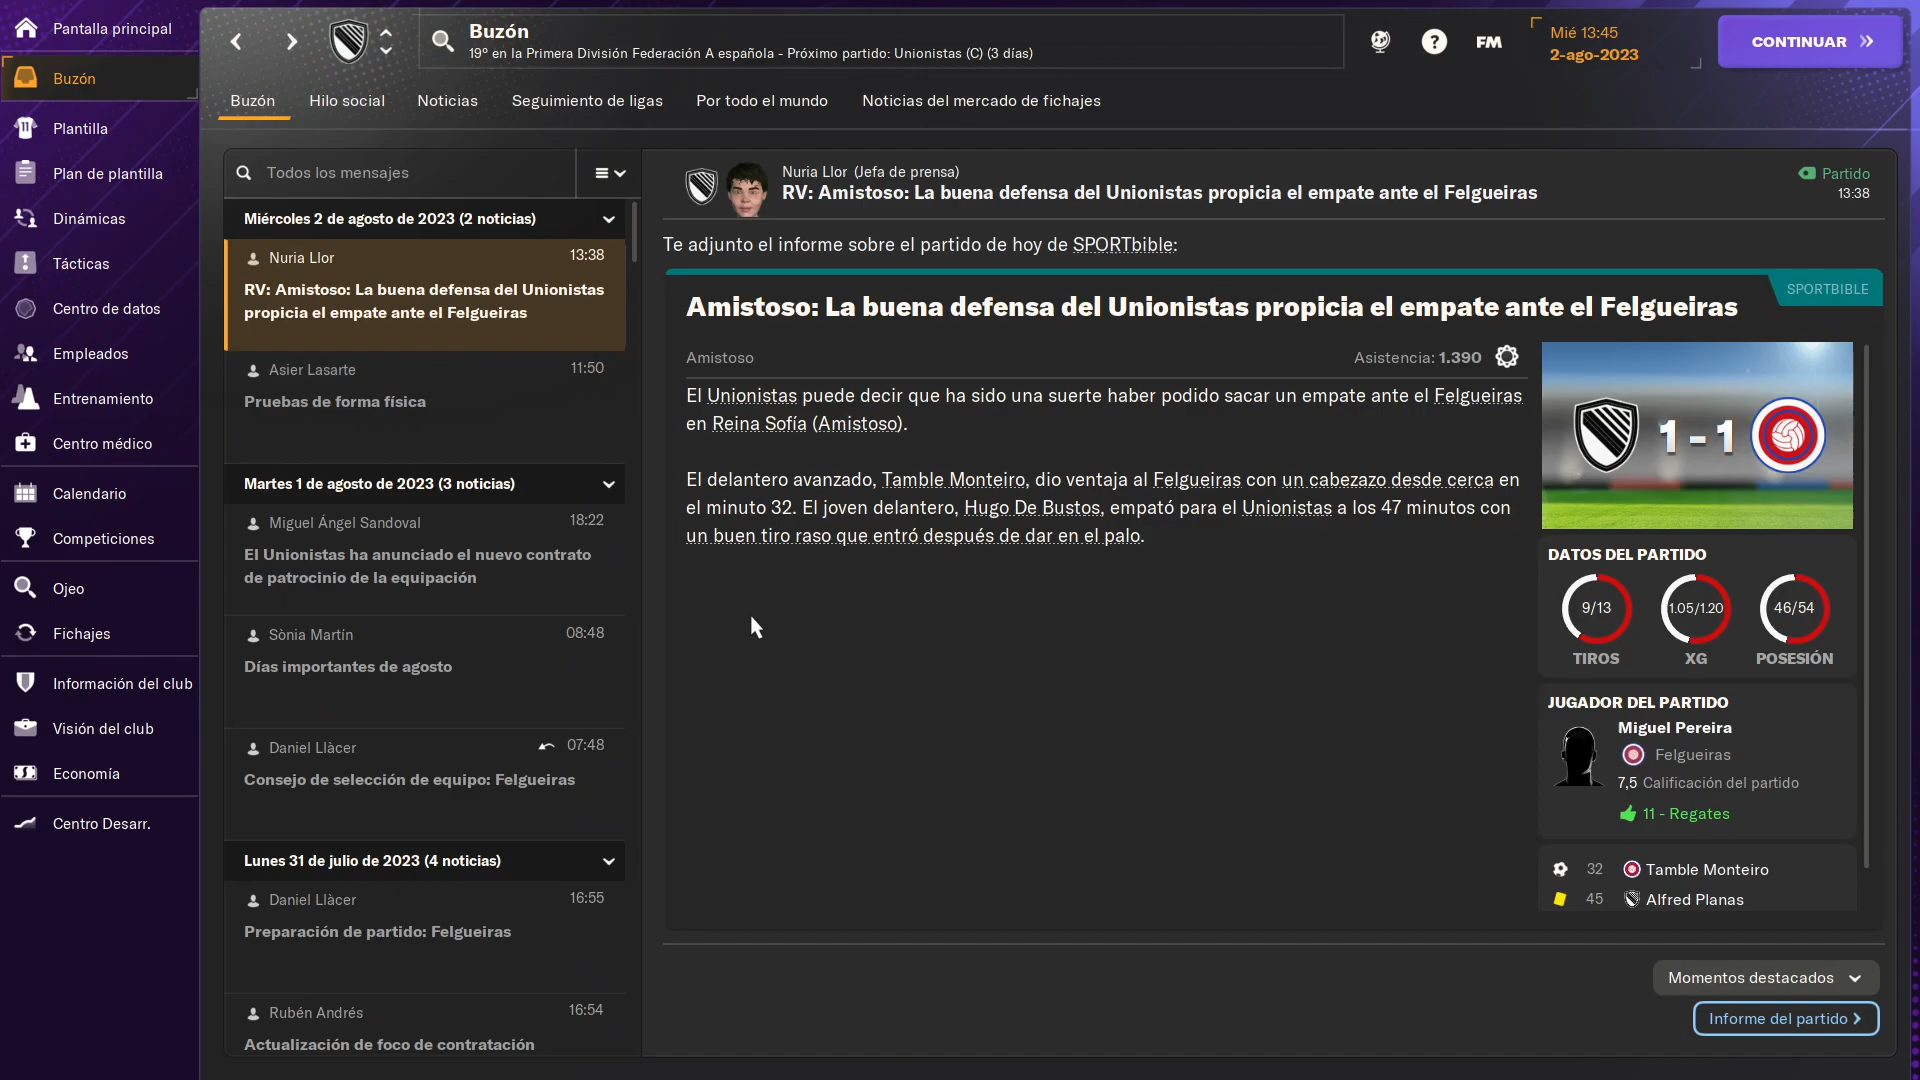 Pantalla principal
Buzón
Plantilla
Plan de plantilla
Dinámicas
Tácticas
Centro de datos
Empleados
Entrenamiento
Centro médico
Calendario
Competiciones
Ojeo
Fichajes
Información del club
Visión del club
Economía
Centro Desarr.
Buzón
19º en la Primera División Federación A española - Próximo partido: Unionistas (C) (3 días)
?
FM
Mié 13:45
2-ago-2023
CONTINUAR
Buzón
Hilo social
Noticias
Seguimiento de ligas
Por todo el mundo
Noticias del mercado de fichajes
Todos los mensajes
Miércoles 2 de agosto de 2023 (2 noticias)
Nuria Llor 13:38
RV: Amistoso: La buena defensa del Unionistas
propicia el empate ante el Felgueiras
Asier Lasarte 11:50
Pruebas de forma física
Martes 1 de agosto de 2023 (3 noticias)
Miguel Ángel Sandoval 18:22
El Unionistas ha anunciado el nuevo contrato
de patrocinio de la equipación
Sònia Martín 08:48
Días importantes de agosto
Daniel Llàcer 07:48
Consejo de selección de equipo: Felgueiras
Lunes 31 de julio de 2023 (4 noticias)
Daniel Llàcer 16:55
Preparación de partido: Felgueiras
Rubén Andrés 16:54
Actualización de foco de contratación
Nuria Llor (Jefa de prensa)
RV: Amistoso: La buena defensa del Unionistas propicia el empate ante el Felgueiras
Partido
13:38
Te adjunto el informe sobre el partido de hoy de SPORTbible:
SPORTBIBLE
Amistoso: La buena defensa del Unionistas propicia el empate ante el Felgueiras
Amistoso
Asistencia: 1.390
El Unionistas puede decir que ha sido una suerte haber podido sacar un empate ante el Felgueiras
en Reina Sofía (Amistoso).
El delantero avanzado, Tamble Monteiro, dio ventaja al Felgueiras con un cabezazo desde cerca en
el minuto 32. El joven delantero, Hugo De Bustos, empató para el Unionistas a los 47 minutos con
un buen tiro raso que entró después de dar en el palo.
1 - 1
DATOS DEL PARTIDO
9/13
1.05/1.20
46/54
TIROS
XG
POSESIÓN
JUGADOR DEL PARTIDO
Miguel Pereira
Felgueiras
7,5 Calificación del partido
11 - Regates
32 Tamble Monteiro
45 Alfred Planas
Momentos destacados
Informe del partido